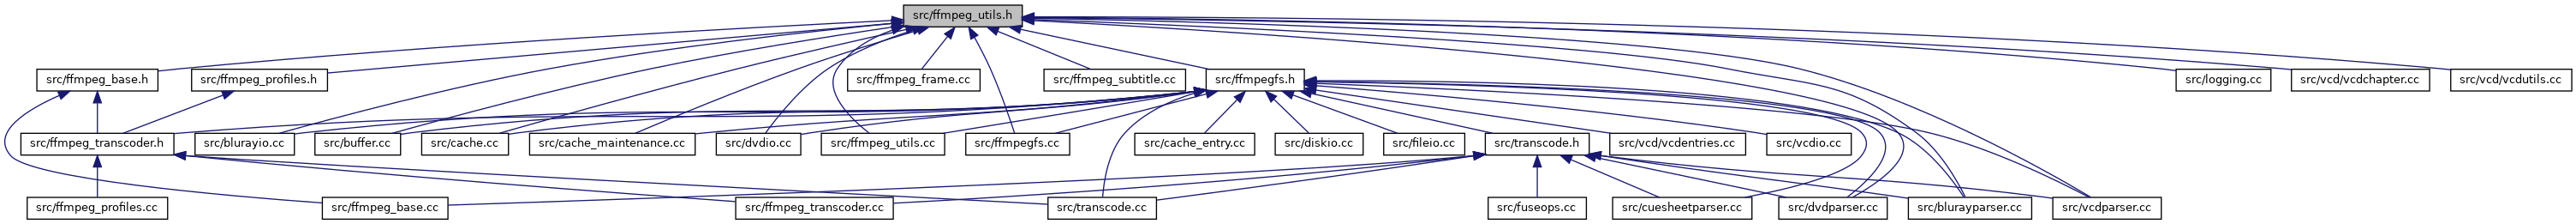 src/ffmpeg_utils.h
src/ffmpeg_base.h
src/ffmpeg_profiles.h
src/ffmpeg_frame.cc
src/ffmpeg_subtitle.cc
src/ffmpegfs.h
src/logging.cc
src/vcd/vcdchapter.cc
src/vcd/vcdutils.cc
src/ffmpeg_transcoder.h
src/blurayio.cc
src/buffer.cc
src/cache.cc
src/cache_maintenance.cc
src/dvdio.cc
src/ffmpeg_utils.cc
src/ffmpegfs.cc
src/cache_entry.cc
src/diskio.cc
src/fileio.cc
src/transcode.h
src/vcd/vcdentries.cc
src/vcdio.cc
src/ffmpeg_profiles.cc
src/ffmpeg_base.cc
src/ffmpeg_transcoder.cc
src/transcode.cc
src/fuseops.cc
src/cuesheetparser.cc
src/dvdparser.cc
src/blurayparser.cc
src/vcdparser.cc